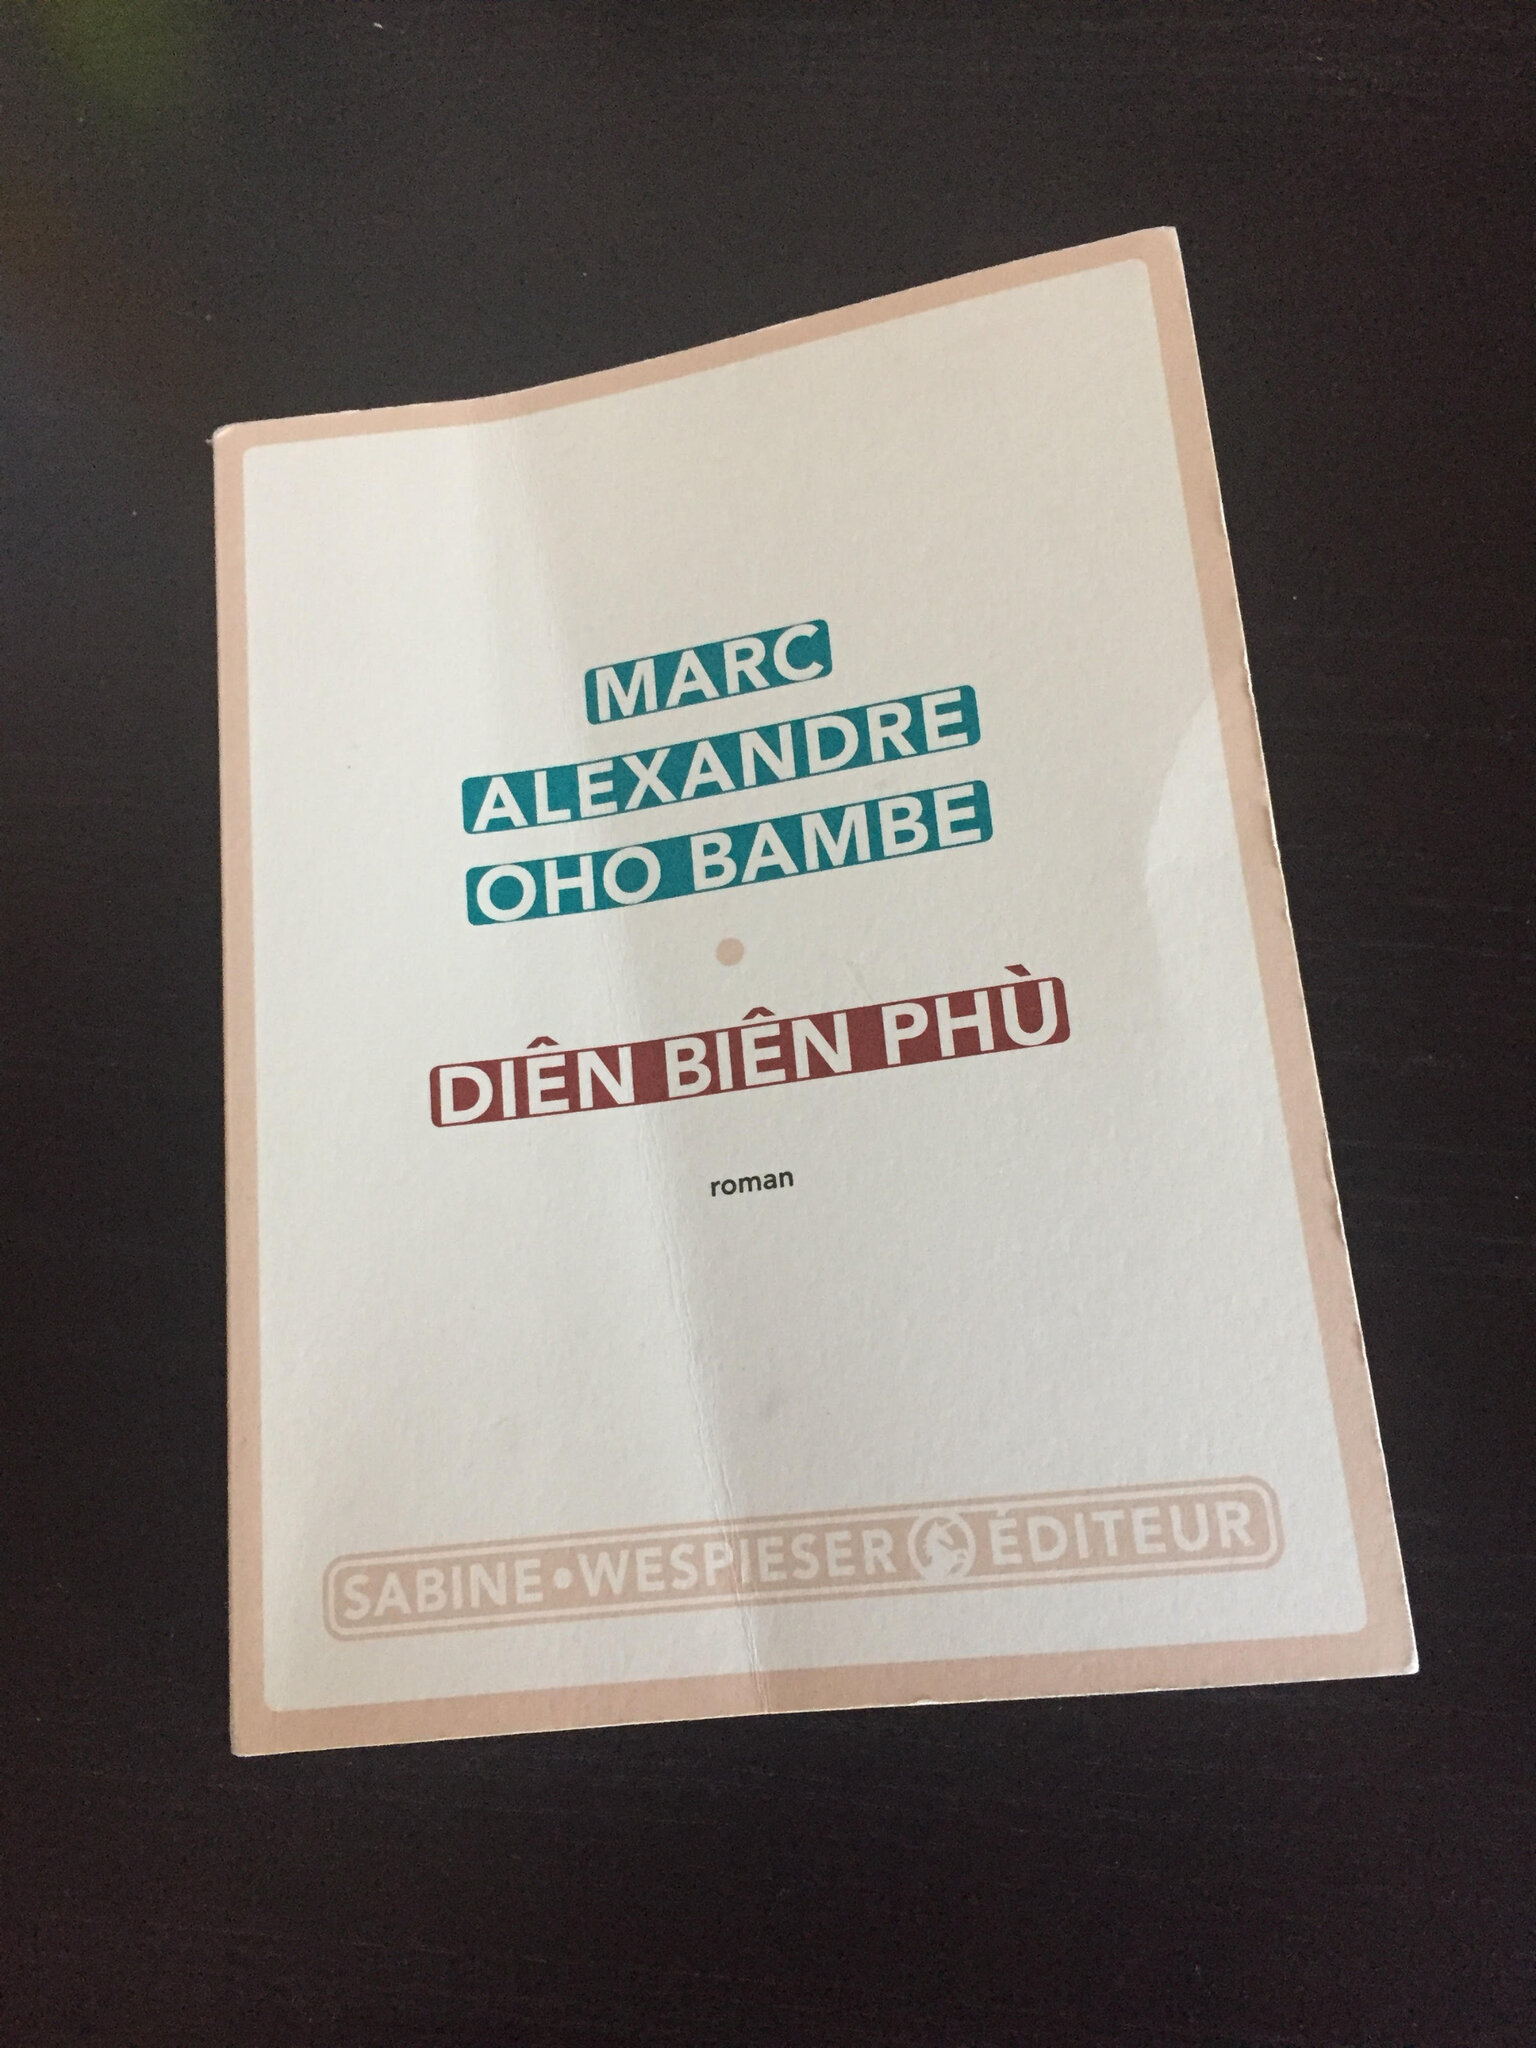 MARC
ALEXANDRE
OHO BAMBE
DIÊN BIÊN PHÙ
roman
SABINE•WESPIESER ÉDITEUR